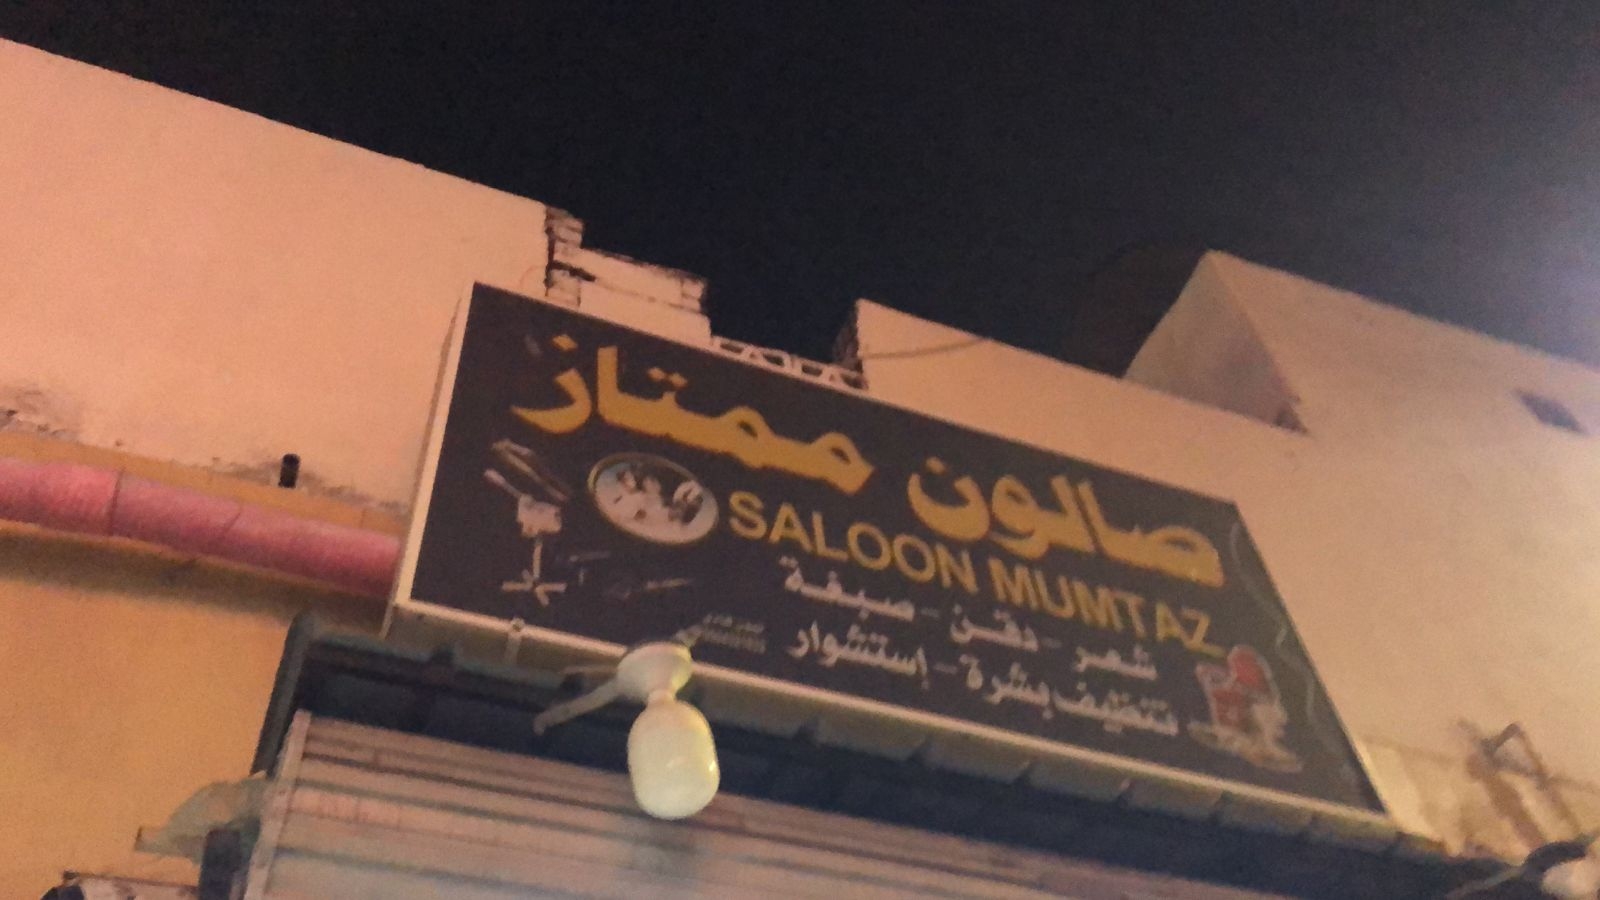 صالون ممتاز
SALOON MUMTAZ
شعر - دقن - صبغة
تنظيف بشرة - إستشوار